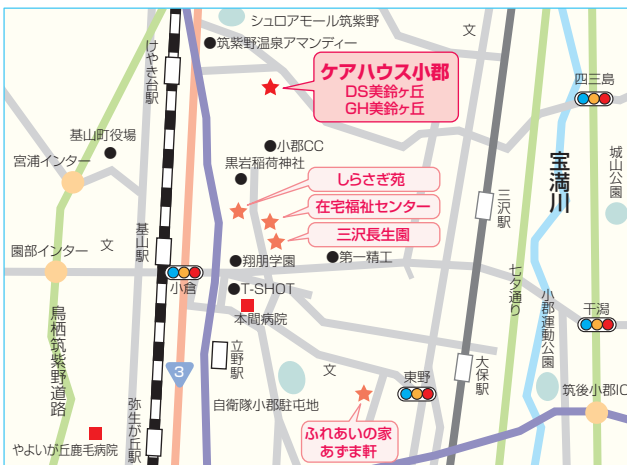 シュロアモール筑紫野
文
筑紫野温泉アマンディー
けやき台駅
ケアハウス小郡
DS美鈴ヶ丘
GH美鈴ヶ丘
四三島
基山町役場
小郡CC
宮浦インター
黒岩稲荷神社
宝満川
城山公園
しらさぎ苑
在宅福祉センター
三沢駅
三沢長生園
基山駅
文
園部インター
翔朋学園
第一精工
小倉
七夕通り
T-SHOT
本間病院
小郡運動公園
干潟
鳥栖筑紫野道路
立野駅
大保駅
3
文
東野
筑後小郡IC
弥生が丘駅
自衛隊小郡駐屯地
やよいが丘鹿毛病院
ふれあいの家
あずま軒